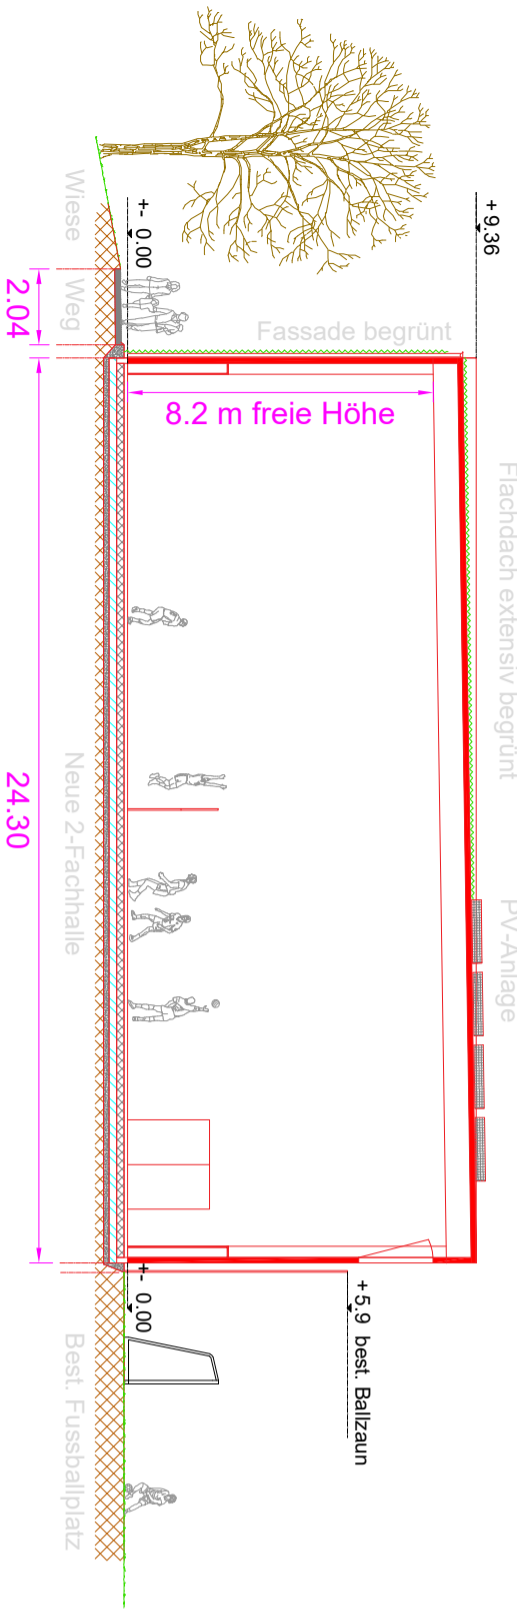 + 9.36
Flachdach extensiv begrünt
PV-Anlage
Fassade begrünt
8.2 m freie Höhe
+5.9 best. Ballzaun
+- 0.00
+- 0.00
Wiese
Weg
Neue 2-Fachhalle
Best. Fussballplatz
2.04
24.30